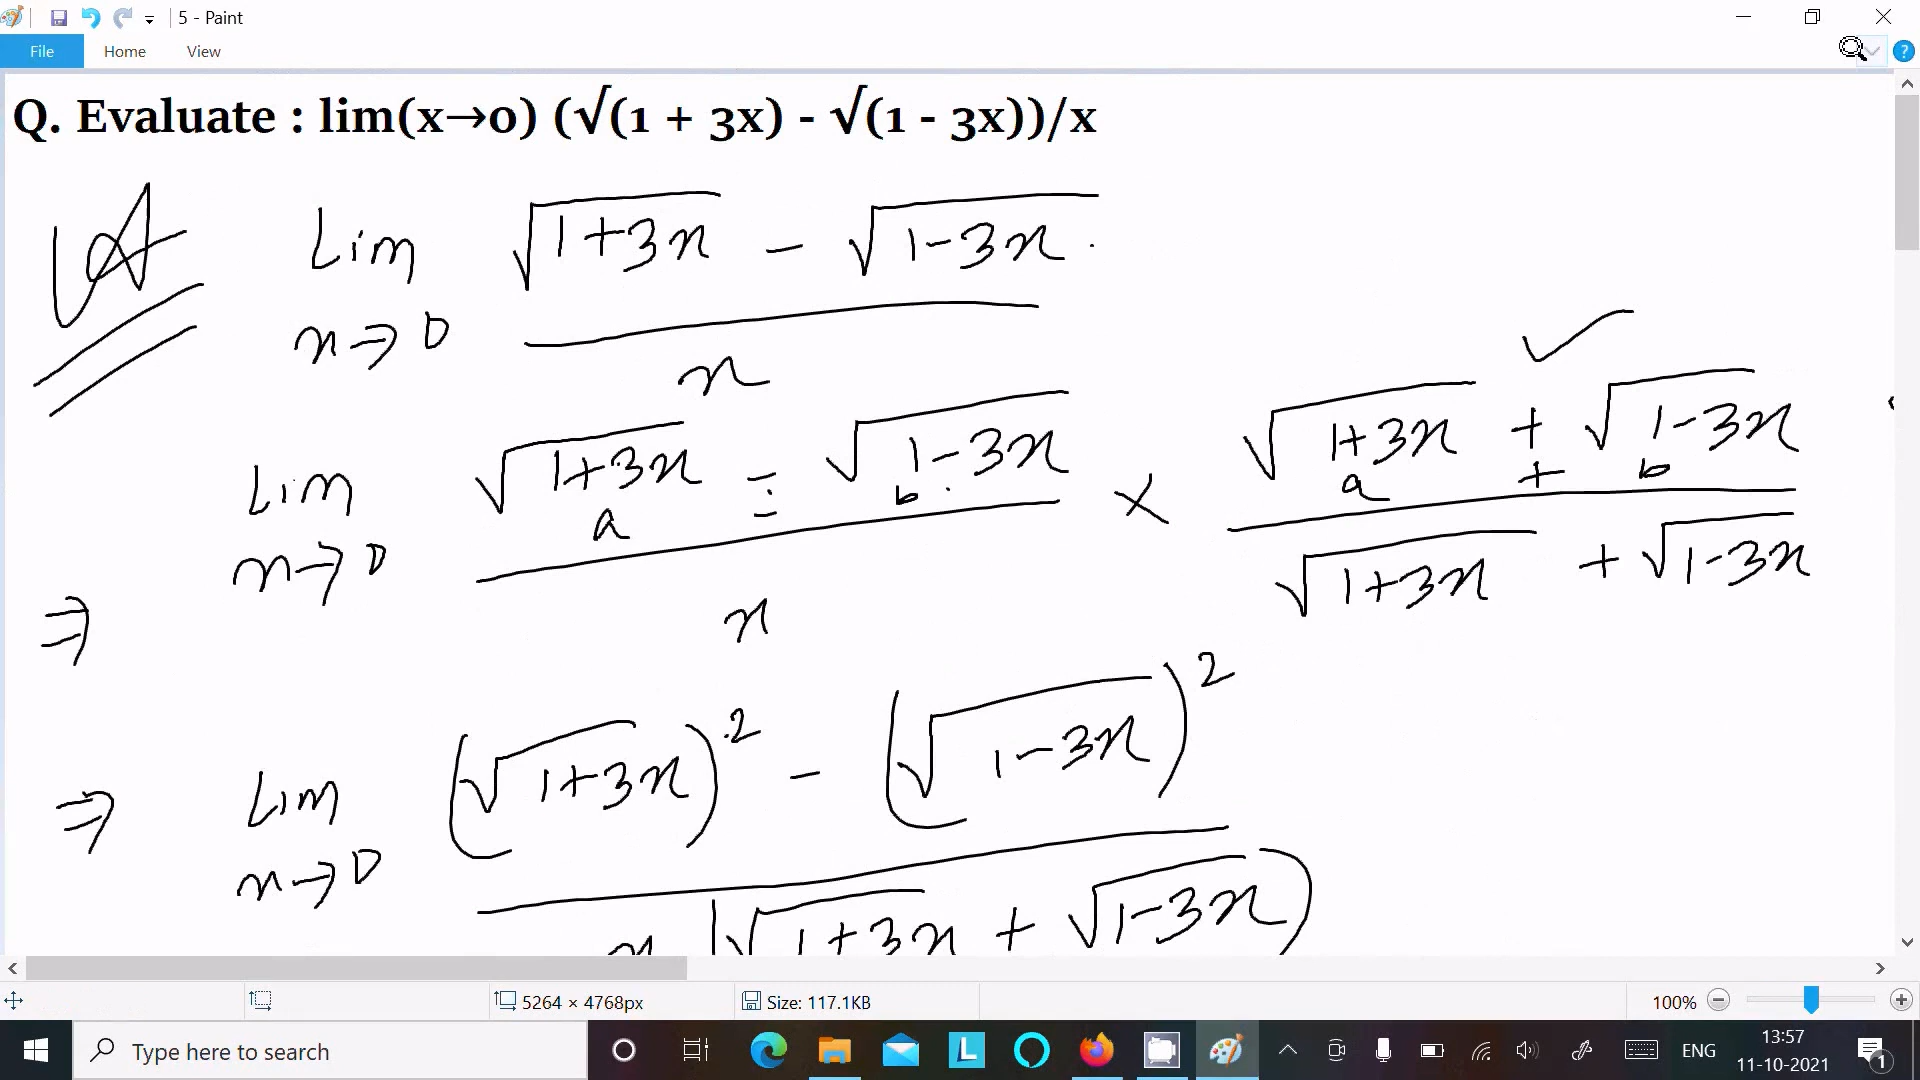 5 - Paint
File Home View
Q. Evaluate : lim(x→0) (√(1 + 3x) - √(1 - 3x))/x
Lim √1+3x - √1-3x
x→0 x
⇒ Lim √1+3x - √1-3x × √1+3x + √1-3x
a b a + b
x→0 x √1+3x + √1-3x
⇒ Lim (√1+3x)2 - (√1-3x)2
x→0 x (√1+3x + √1-3x)
5264 × 4768px Size: 117.1KB 100%
Type here to search ENG 13:57
11-10-2021 1